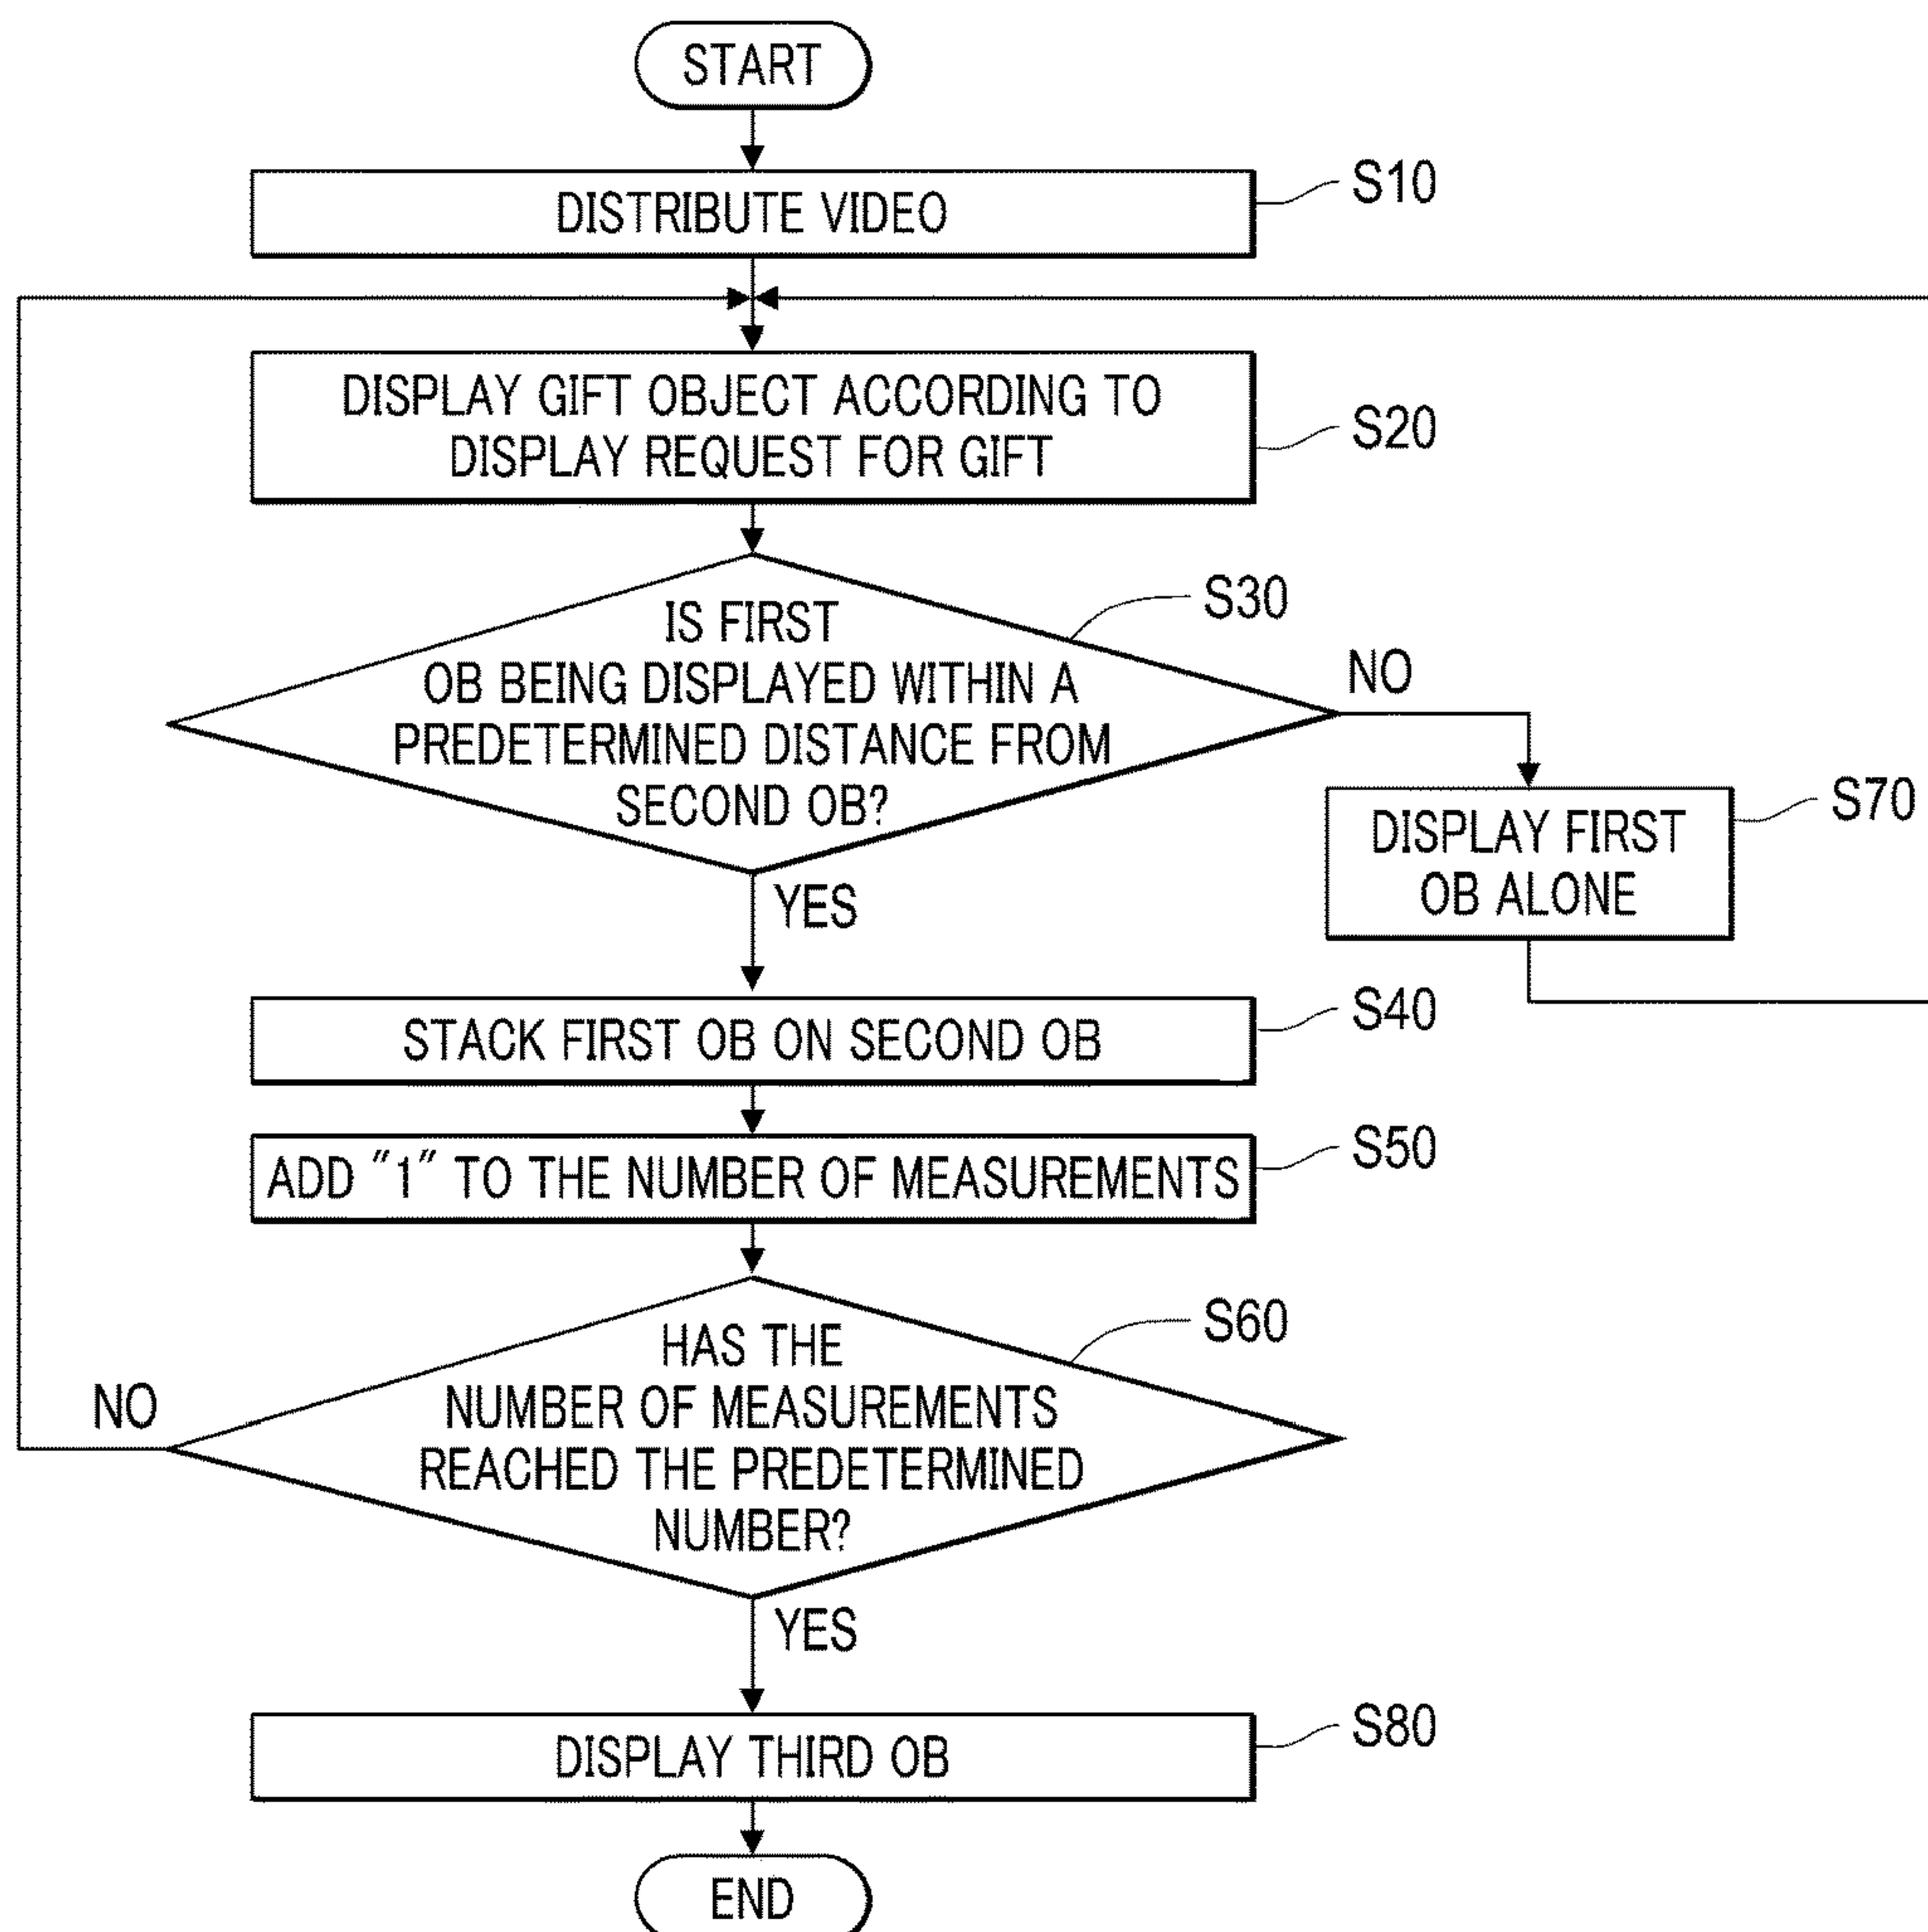 START
DISTRIBUTE VIDEO
S10
DISPLAY GIFT OBJECT ACCORDING TO
DISPLAY REQUEST FOR GIFT
S20
IS FIRST
OB BEING DISPLAYED WITHIN A
PREDETERMINED DISTANCE FROM
SECOND OB?
S30
NO
YES
DISPLAY FIRST
OB ALONE
S70
STACK FIRST OB ON SECOND OB
S40
ADD "1" TO THE NUMBER OF MEASUREMENTS
S50
HAS THE
NUMBER OF MEASUREMENTS
REACHED THE PREDETERMINED
NUMBER?
S60
NO
YES
DISPLAY THIRD OB
S80
END